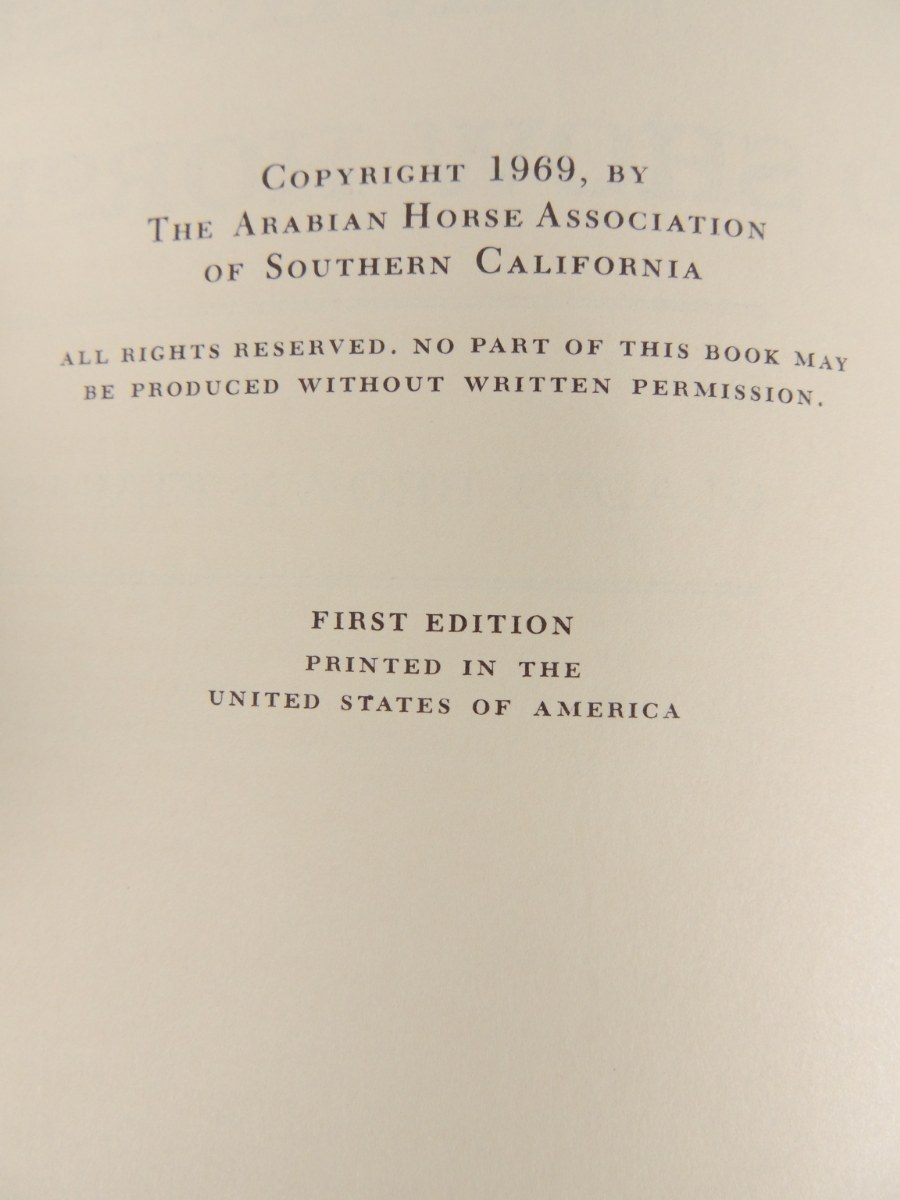 COPYRIGHT 1969, BY
THE ARABIAN HORSE ASSOCIATION
OF SOUTHERN CALIFORNIA
ALL RIGHTS RESERVED. NO PART OF THIS BOOK MAY
BE PRODUCED WITHOUT WRITTEN PERMISSION.
FIRST EDITION
PRINTED IN THE
UNITED STATES OF AMERICA